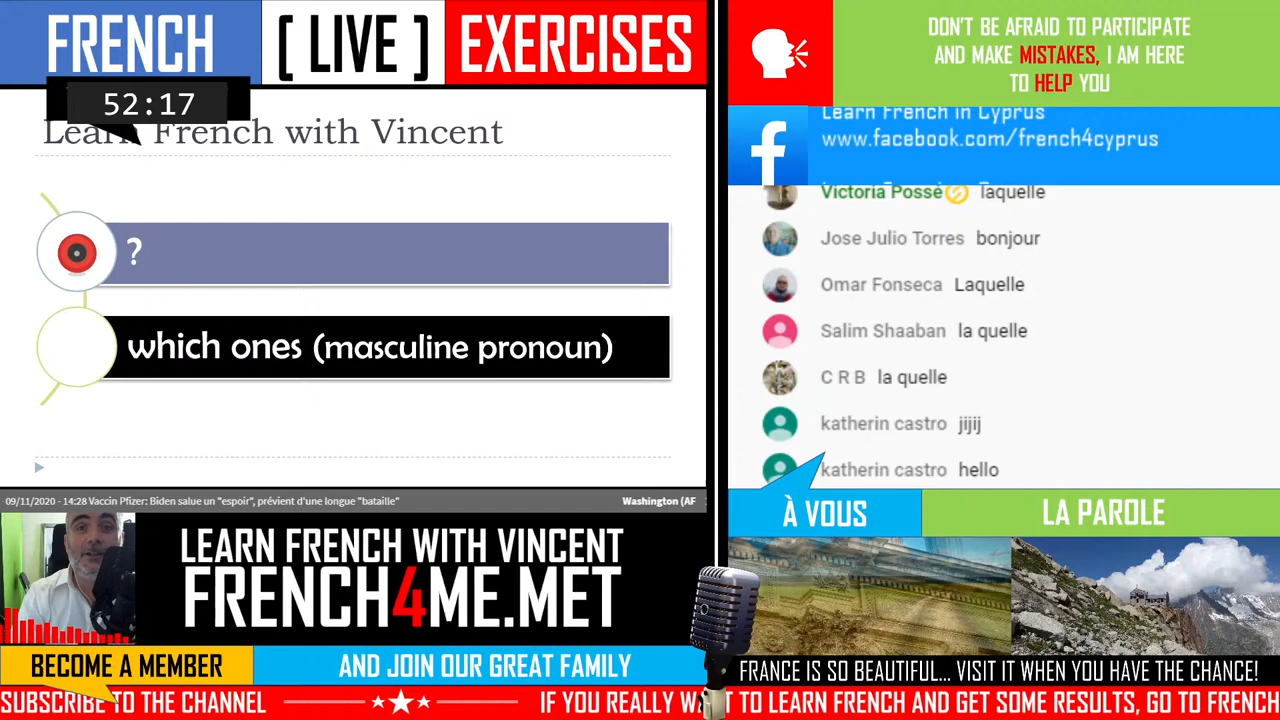 FRENCH
[ LIVE ]
EXERCISES
52:17
Learn French with Vincent
?
which ones (masculine pronoun)
09/11/2020 - 14:28 Vaccin Pfizer: Biden salue un "espoir", prévient d'une longue "bataille"
Washington (AF
LEARN FRENCH WITH VINCENT
FRENCH4ME.MET
BECOME A MEMBER
AND JOIN OUR GREAT FAMILY
DON'T BE AFRAID TO PARTICIPATE
AND MAKE MISTAKES, I AM HERE
TO HELP YOU
Learn French in Cyprus
www.facebook.com/french4cyprus
Victoria Possé laquelle
Jose Julio Torres bonjour
Omar Fonseca Laquelle
Salim Shaaban la quelle
C R B la quelle
katherin castro jijij
katherin castro hello
À VOUS
LA PAROLE
FRANCE IS SO BEAUTIFUL... VISIT IT WHEN YOU HAVE THE CHANCE!
SUBSCRIBE TO THE CHANNEL
IF YOU REALLY WANT TO LEARN FRENCH AND GET SOME RESULTS, GO TO FRENCH